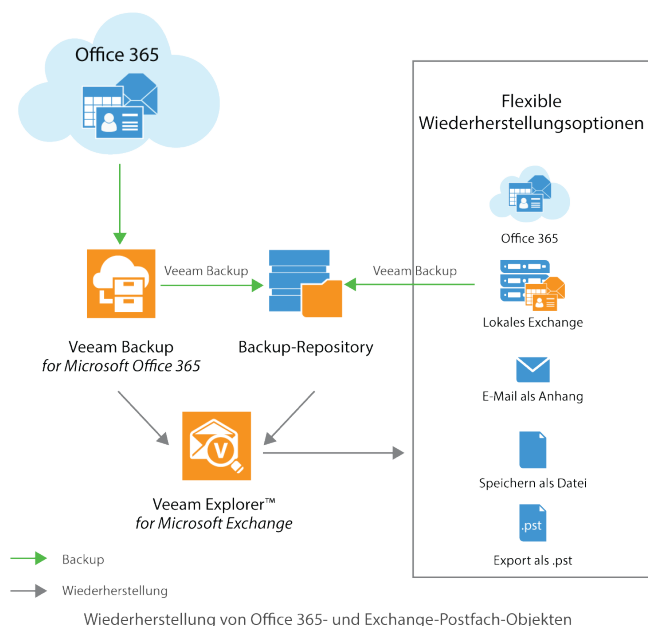 Office 365
Flexible
Wiederherstellungsoptionen
Office 365
Veeam Backup
Veeam Backup
Lokales Exchange
Veeam Backup
for Microsoft Office 365
Backup-Repository
E-Mail als Anhang
V
Speichern als Datei
Veeam Explorer™
for Microsoft Exchange
.pst
Export als .pst
Backup
Wiederherstellung
Wiederherstellung von Office 365- und Exchange-Postfach-Objekten